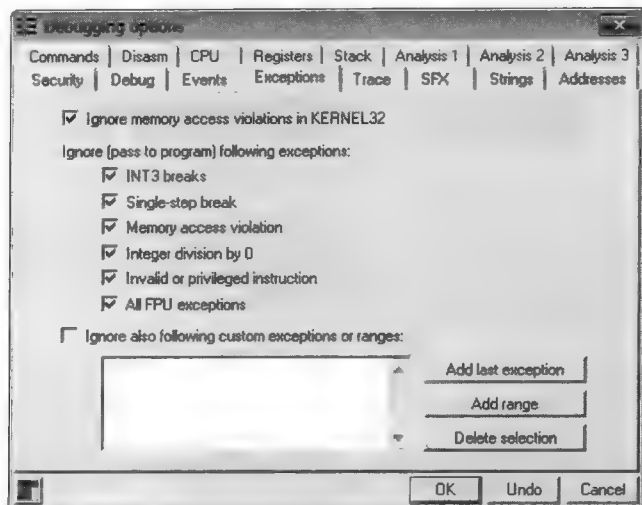 Debugging options
Commands Disasm CPU Registers Stack Analysis 1 Analysis 2 Analysis 3
Security Debug Events Exceptions Trace SFX Strings Addresses
Ignore memory access violations in KERNEL32
Ignore (pass to program) following exceptions:
INT3 breaks
Single-step break
Memory access violation
Integer division by 0
Invalid or privileged instruction
All FPU exceptions
Ignore also following custom exceptions or ranges:
Add last exception
Add range
Delete selection
OK Undo Cancel